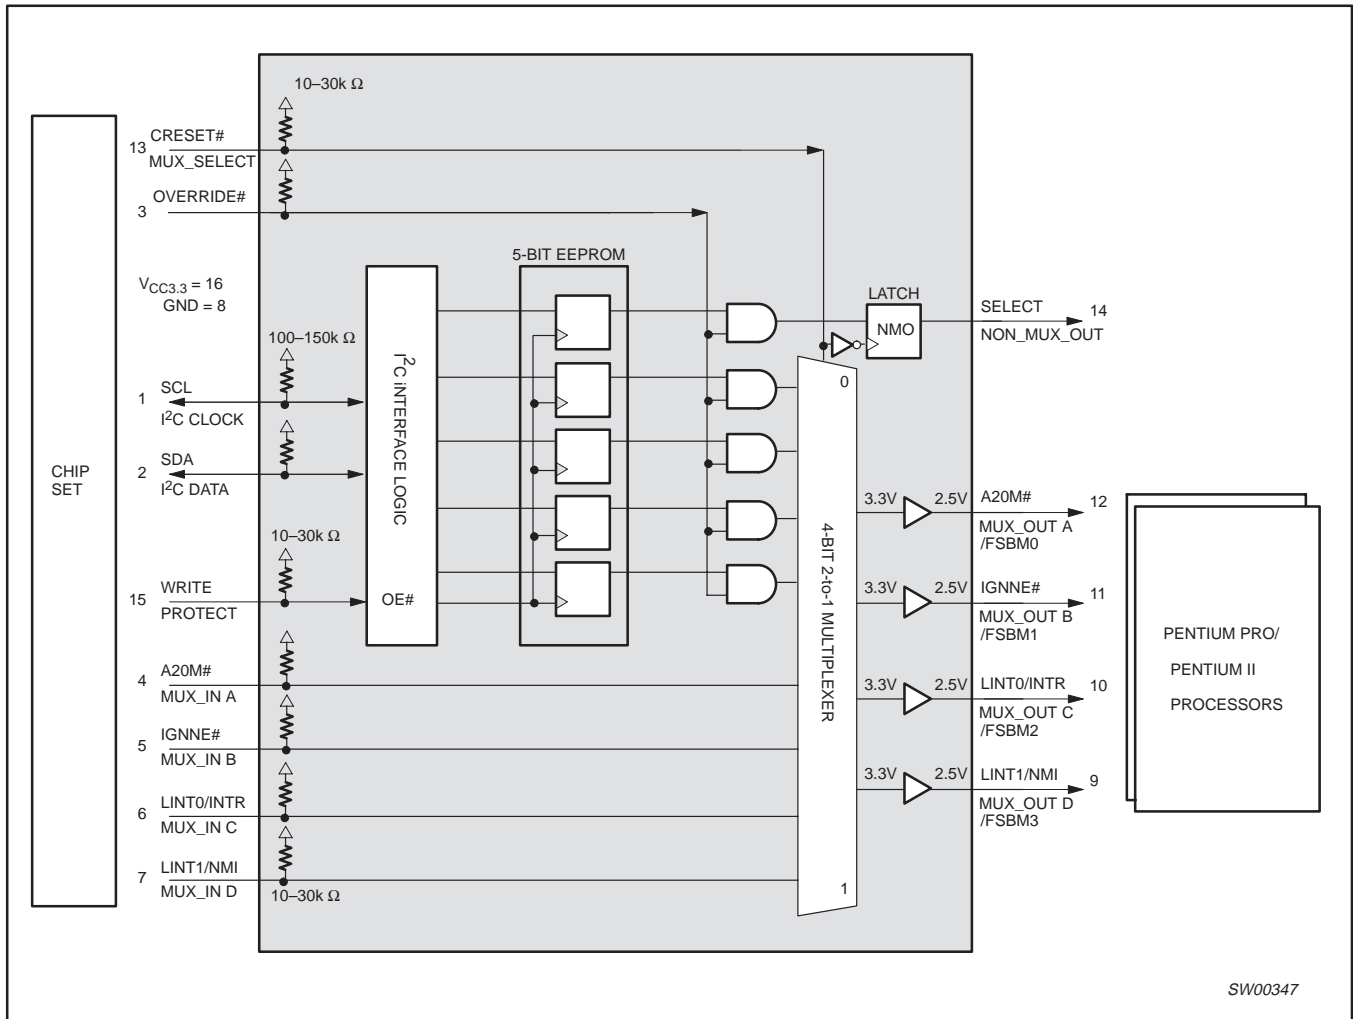 10–30k Ω
13 CRESET#
MUX_SELECT
3 OVERRIDE#
5-BIT EEPROM
VCC3.3 = 16
GND = 8
LATCH
NMO
SELECT 14
NON_MUX_OUT
100–150k Ω
1 SCL
I2C CLOCK
2 SDA
I2C DATA
CHIP
SET
I2C iNTERFACE LOGIC
OE#
10–30k Ω
15 WRITE
PROTECT
4 A20M#
MUX_IN A
5 IGNNE#
MUX_IN B
6 LINT0/INTR
MUX_IN C
7 LINT1/NMI
MUX_IN D
10–30k Ω
0
4-BIT 2-to-1 MULTIPLEXER
1
3.3V 2.5V A20M# 12
MUX_OUT A
/FSBM0
3.3V 2.5V IGNNE# 11
MUX_OUT B
/FSBM1
3.3V 2.5V LINT0/INTR 10
MUX_OUT C
/FSBM2
3.3V 2.5V LINT1/NMI 9
MUX_OUT D
/FSBM3
PENTIUM PRO/
PENTIUM II
PROCESSORS
SW00347